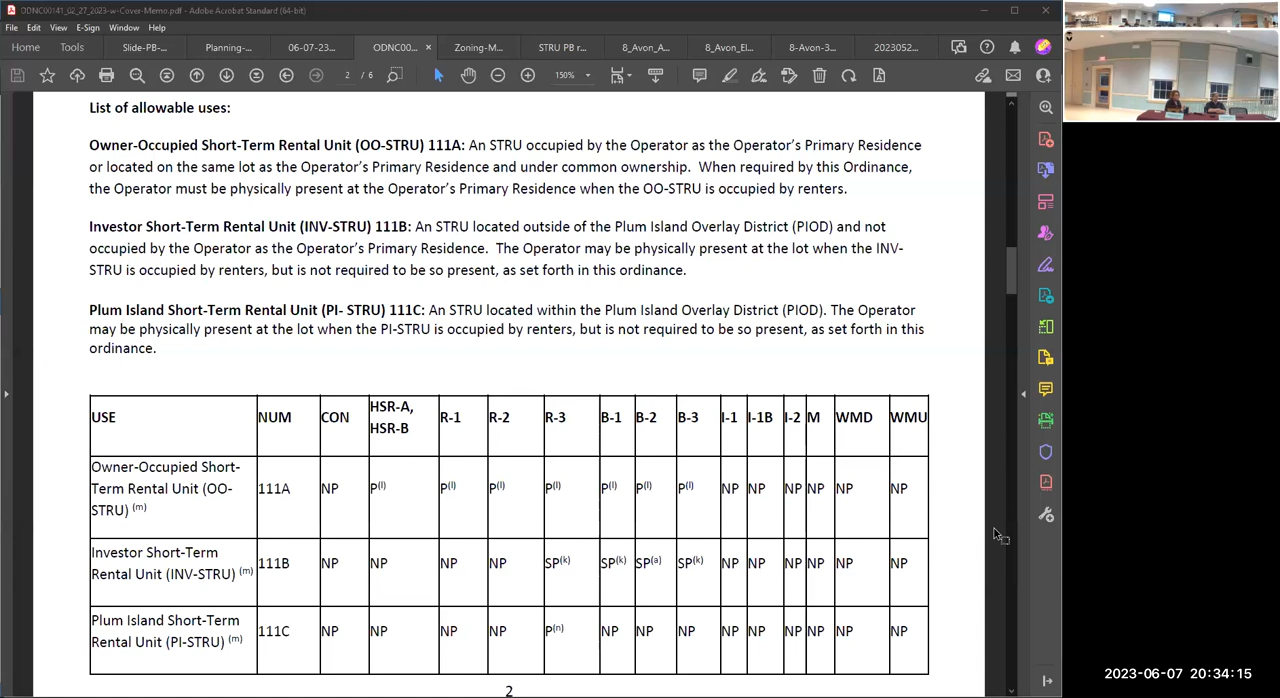 ODNC00141_02_27_2023-w-Cover-Memo.pdf - Adobe Acrobat Standard (64-bit)
File Edit View E-Sign Window Help
Home Tools Slide-PB-... Planning-... 06-07-23... ODNC00... × Zoning-M... STRU PB r... 8_Avon_A... 8_Avon_El... 8-Avon-3... 2023052...
2 / 6 150%
List of allowable uses:
Owner-Occupied Short-Term Rental Unit (OO-STRU) 111A: An STRU occupied by the Operator as the Operator's Primary Residence
or located on the same lot as the Operator's Primary Residence and under common ownership. When required by this Ordinance,
the Operator must be physically present at the Operator's Primary Residence when the OO-STRU is occupied by renters.
Investor Short-Term Rental Unit (INV-STRU) 111B: An STRU located outside of the Plum Island Overlay District (PIOD) and not
occupied by the Operator as the Operator's Primary Residence. The Operator may be physically present at the lot when the INV-
STRU is occupied by renters, but is not required to be so present, as set forth in this ordinance.
Plum Island Short-Term Rental Unit (PI- STRU) 111C: An STRU located within the Plum Island Overlay District (PIOD). The Operator
may be physically present at the lot when the PI-STRU is occupied by renters, but is not required to be so present, as set forth in this
ordinance.
USE NUM CON HSR-A, HSR-B R-1 R-2 R-3 B-1 B-2 B-3 I-1 I-1B I-2 M WMD WMU
Owner-Occupied Short-
Term Rental Unit (OO-
STRU) (m) 111A NP P(l) P(l) P(l) P(l) P(l) P(l) P(l) NP NP NP NP NP NP
Investor Short-Term
Rental Unit (INV-STRU) (m) 111B NP NP NP NP SP(k) SP(k) SP(a) SP(k) NP NP NP NP NP NP
Plum Island Short-Term
Rental Unit (PI-STRU) (m) 111C NP NP NP NP P(n) NP NP NP NP NP NP NP NP NP
2
2023-06-07 20:34:15